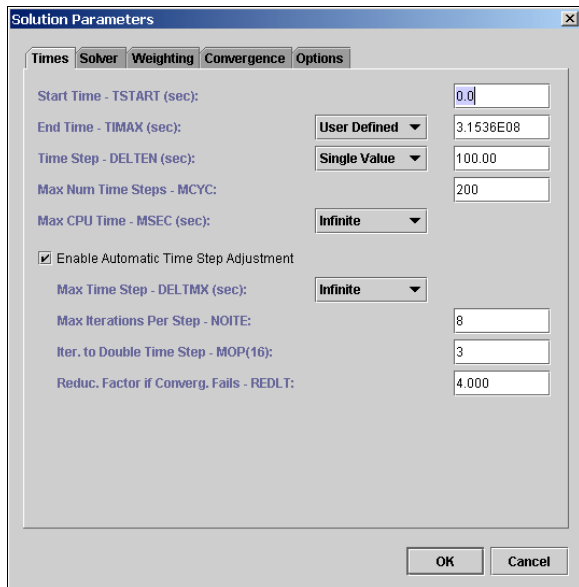 Solution Parameters
Times Solver Weighting Convergence Options
Start Time - TSTART (sec): 0.0
End Time - TIMAX (sec): User Defined 3.1536E08
Time Step - DELTEN (sec): Single Value 100.00
Max Num Time Steps - MCYC: 200
Max CPU Time - MSEC (sec): Infinite
Enable Automatic Time Step Adjustment
Max Time Step - DELTMX (sec): Infinite
Max Iterations Per Step - NOITE: 8
Iter. to Double Time Step - MOP(16): 3
Reduc. Factor if Converg. Fails - REDLT: 4.000
OK Cancel